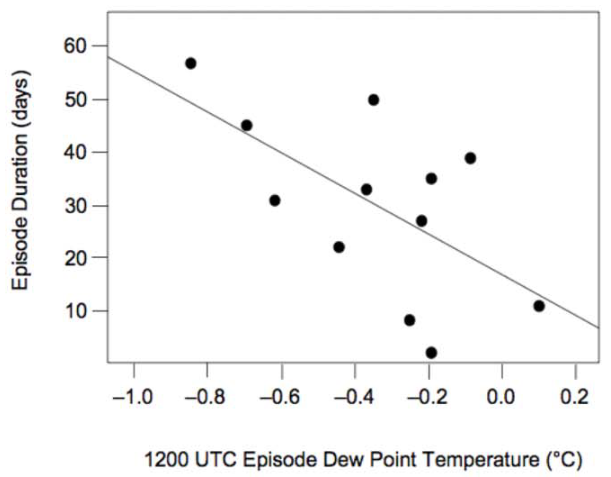 60
50
40
30
20
10
Episode Duration (days)
–1.0 –0.8 –0.6 –0.4 –0.2 0.0 0.2
1200 UTC Episode Dew Point Temperature (°C)